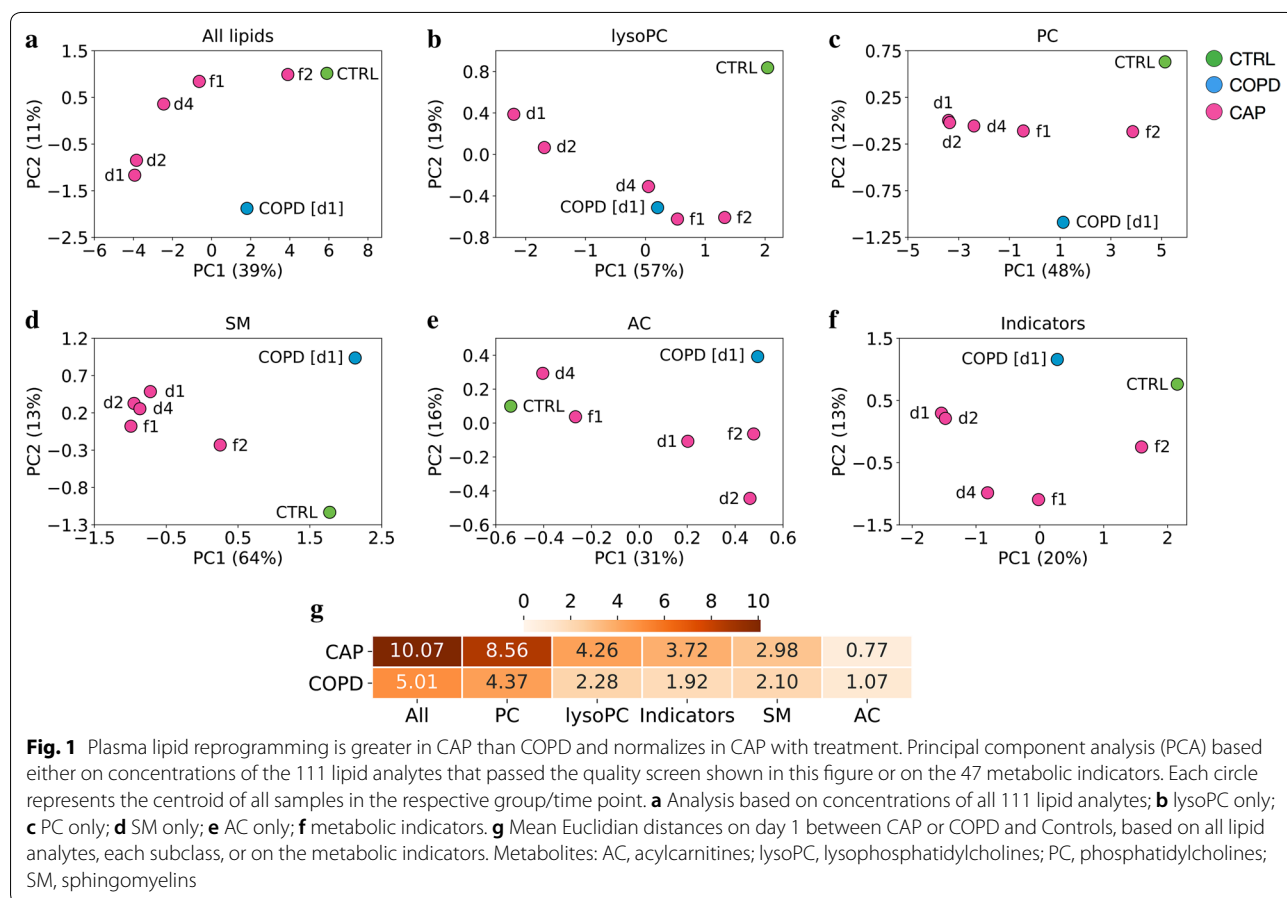 a
All lipids
1.5
0.5
−0.5
−1.5
−2.5
PC2 (11%)
−6 −4 −2 0 2 4 6 8
PC1 (39%)
d1
d2
d4
f1
f2
CTRL
COPD [d1]
b
lysoPC
0.8
0.4
0.0
−0.4
−0.8
PC2 (19%)
−2 −1 0 1 2
PC1 (57%)
CTRL
d1
d2
d4
COPD [d1]
f1
f2
c
PC
0.75
0.25
−0.25
−0.75
−1.25
PC2 (12%)
−5 −3 −1 1 3 5
PC1 (48%)
CTRL
d1
d2
d4
f1
f2
COPD [d1]
CTRL
COPD
CAP
d
SM
1.2
0.7
0.2
−0.3
−0.8
−1.3
PC2 (13%)
−1.5 −0.5 0.5 1.5 2.5
PC1 (64%)
COPD [d1]
d1
d2
d4
f1
f2
CTRL
e
AC
0.4
0.2
0.0
−0.2
−0.4
−0.6
PC2 (16%)
−0.6 −0.4 −0.2 0.0 0.2 0.4 0.6
PC1 (31%)
COPD [d1]
d4
CTRL
f1
d1
f2
d2
f
Indicators
1.5
0.5
−0.5
−1.5
PC2 (13%)
−2 −1 0 1 2
PC1 (20%)
COPD [d1]
CTRL
d1
d2
f2
d4
f1
g
0 2 4 6 8 10
CAP 10.07 8.56 4.26 3.72 2.98 0.77
COPD 5.01 4.37 2.28 1.92 2.10 1.07
All PC lysoPC Indicators SM AC
Fig. 1 Plasma lipid reprogramming is greater in CAP than COPD and normalizes in CAP with treatment. Principal component analysis (PCA) based
either on concentrations of the 111 lipid analytes that passed the quality screen shown in this figure or on the 47 metabolic indicators. Each circle
represents the centroid of all samples in the respective group/time point. a Analysis based on concentrations of all 111 lipid analytes; b lysoPC only;
c PC only; d SM only; e AC only; f metabolic indicators. g Mean Euclidian distances on day 1 between CAP or COPD and Controls, based on all lipid
analytes, each subclass, or on the metabolic indicators. Metabolites: AC, acylcarnitines; lysoPC, lysophosphatidylcholines; PC, phosphatidylcholines;
SM, sphingomyelins